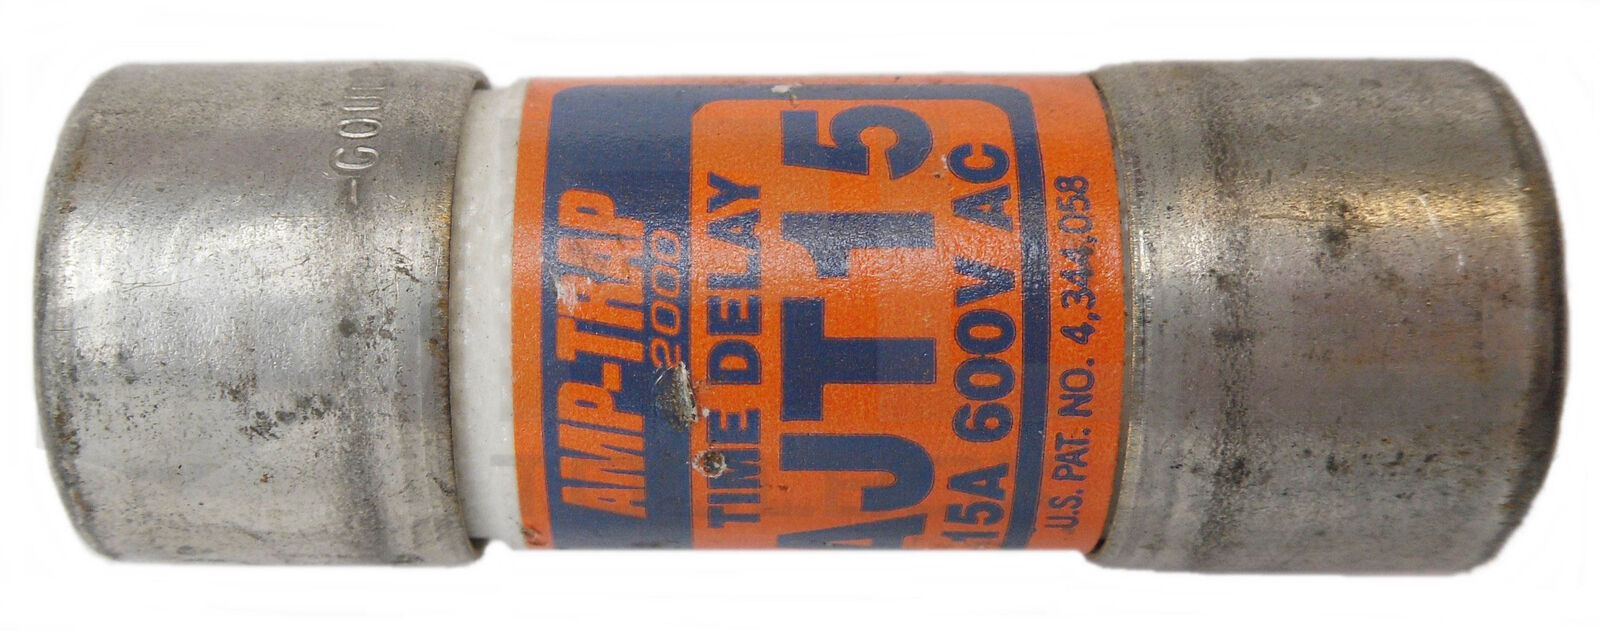 AMP-TRAP
2000
TIME DELAY
AJT15
15A 600V AC
U.S. PAT. NO. 4,344,058